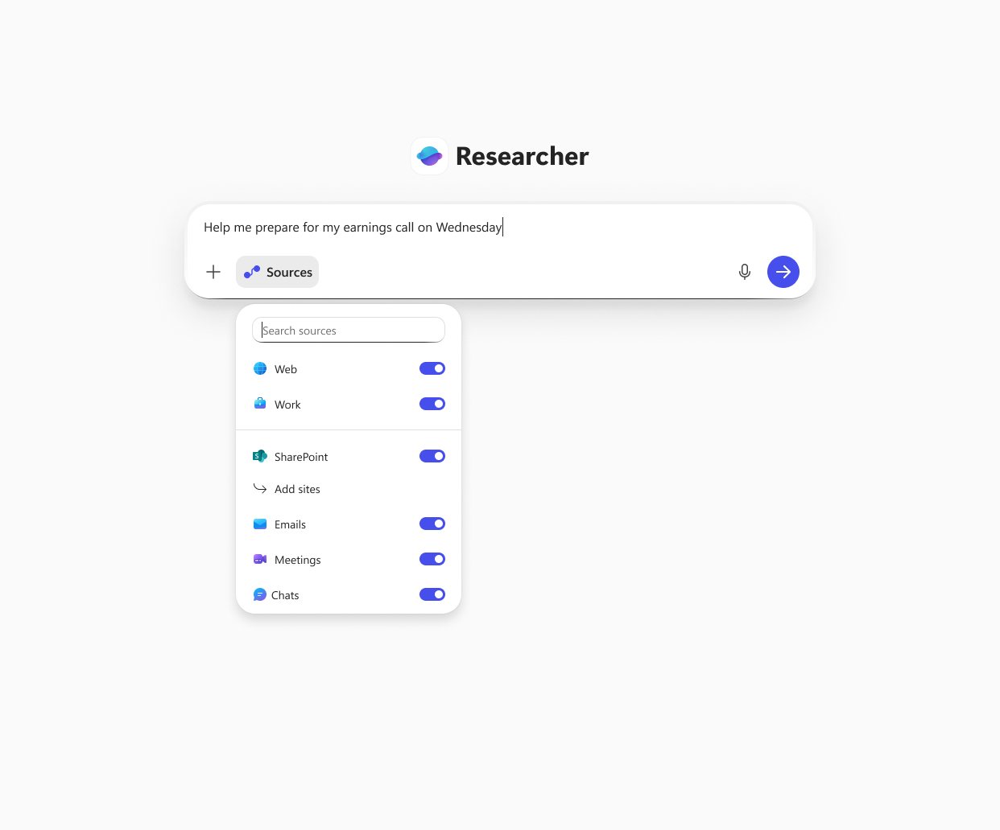 Researcher
Help me prepare for my earnings call on Wednesday
Sources
Search sources
Web
Work
SharePoint
Add sites
Emails
Meetings
Chats